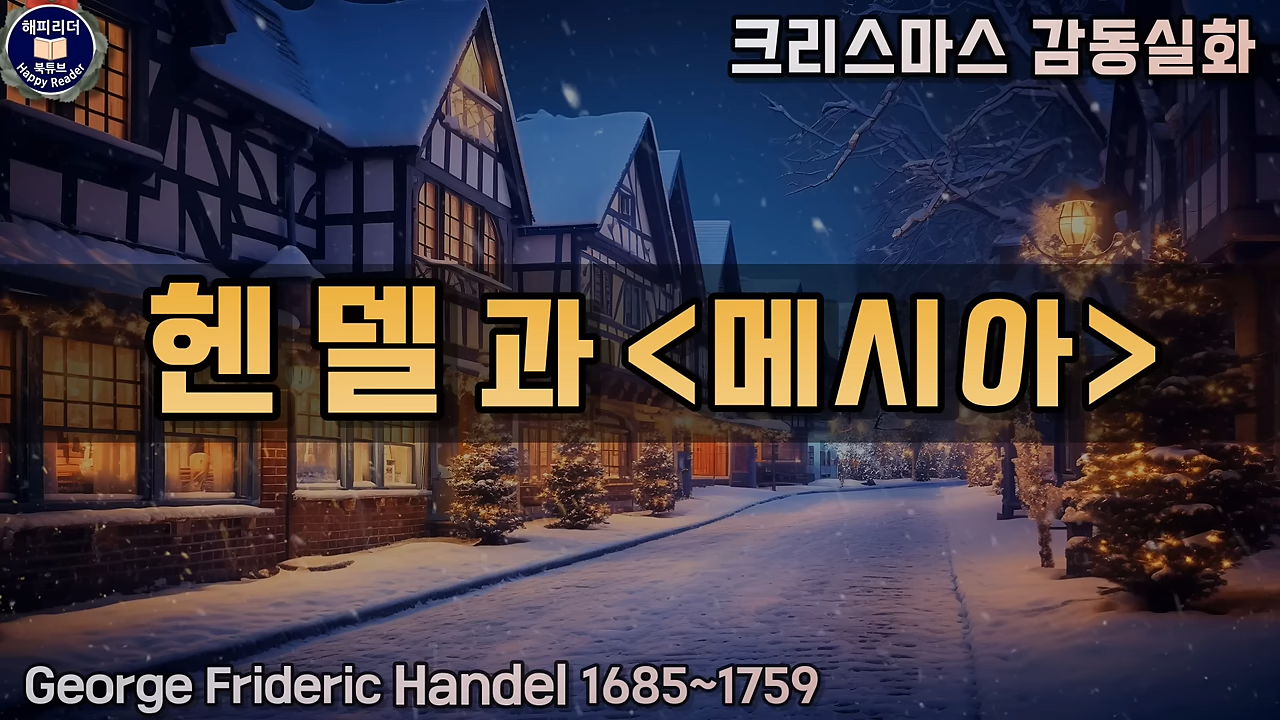 해피리더
북튜브
Happy Reader
크리스마스 감동실화
헨델과 <메시아>
George Frideric Handel 1685~1759